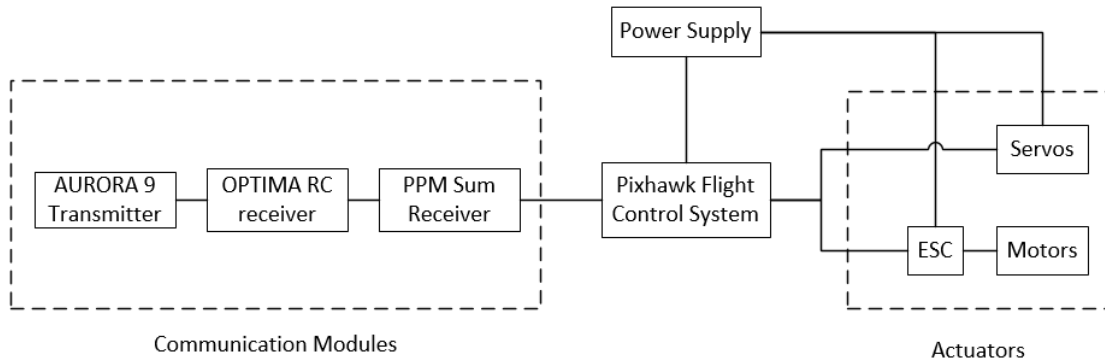 Power Supply
AURORA 9
Transmitter
OPTIMA RC
receiver
PPM Sum
Receiver
Pixhawk Flight
Control System
Servos
ESC
Motors
Communication Modules
Actuators